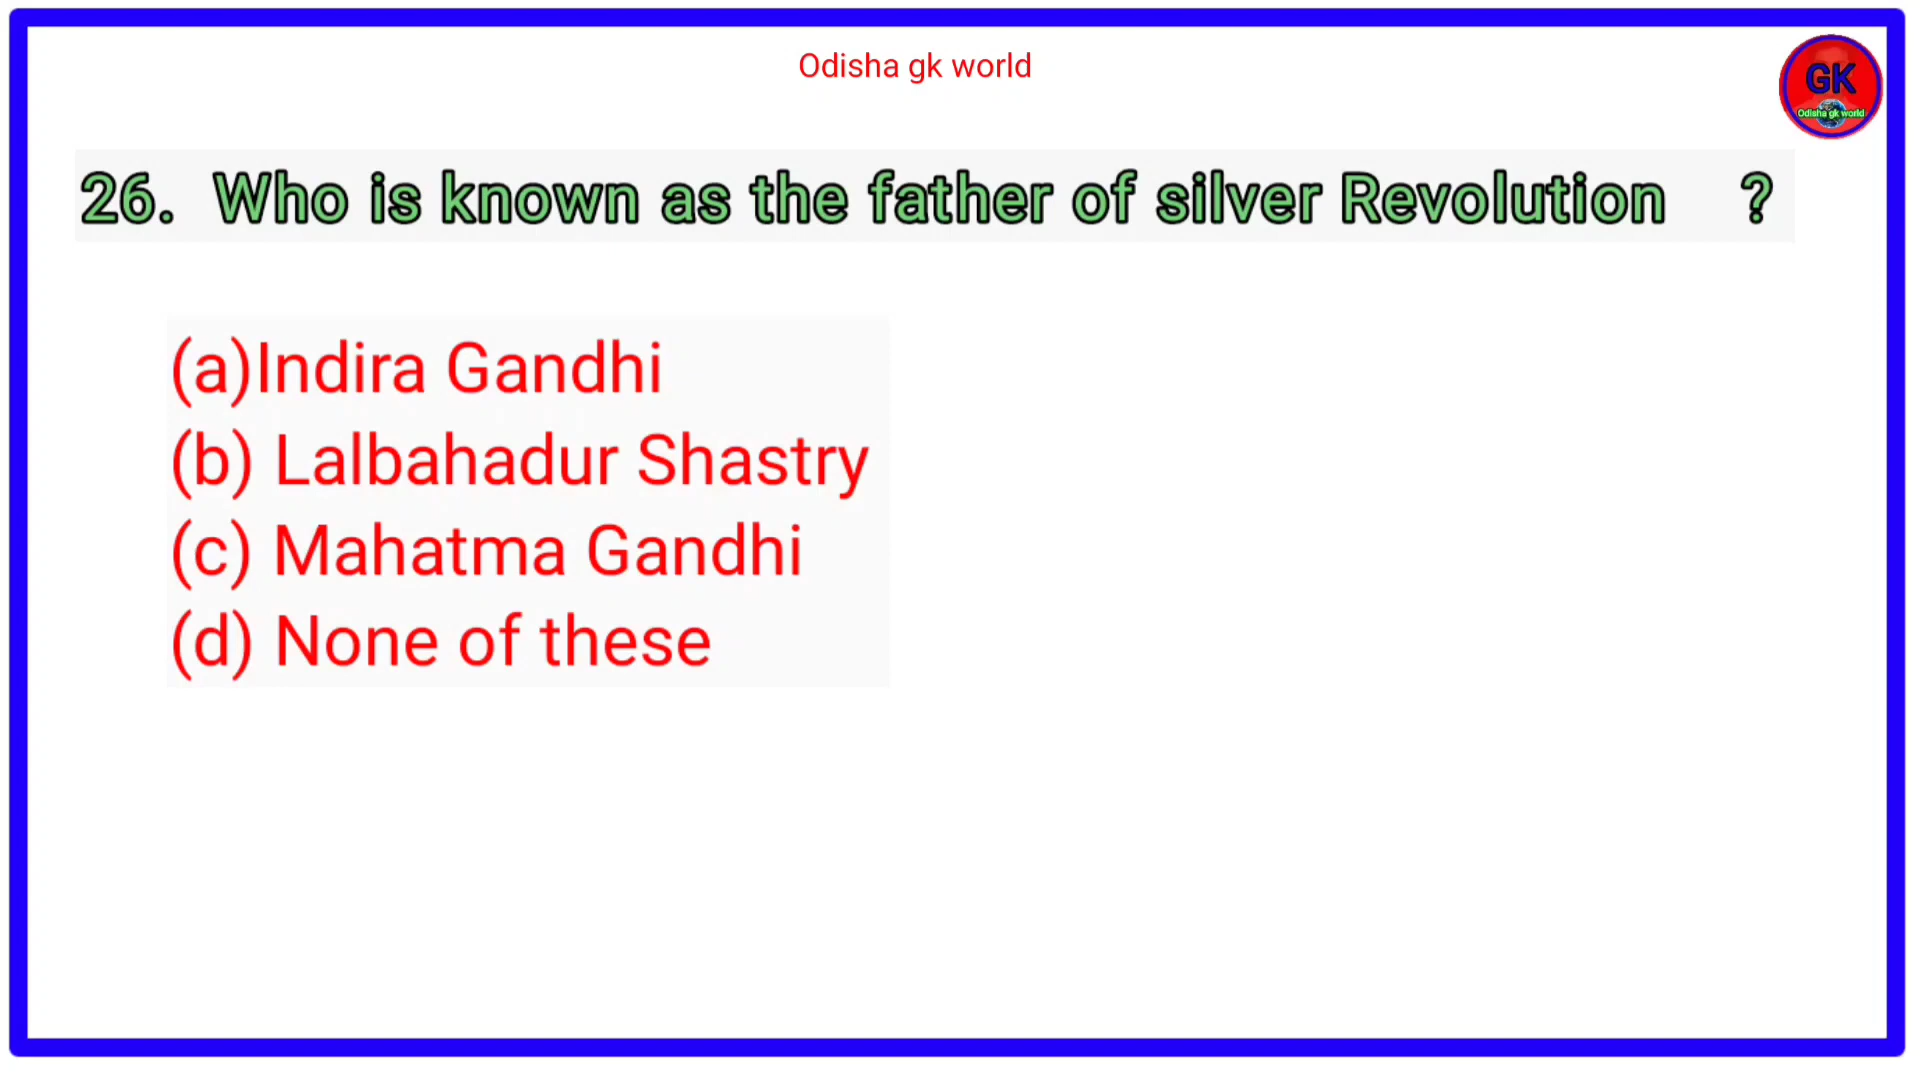 Odisha gk world
GK
Odisha gk world
26. Who is known as the father of silver Revolution ?
(a)Indira Gandhi
(b) Lalbahadur Shastry
(c) Mahatma Gandhi
(d) None of these